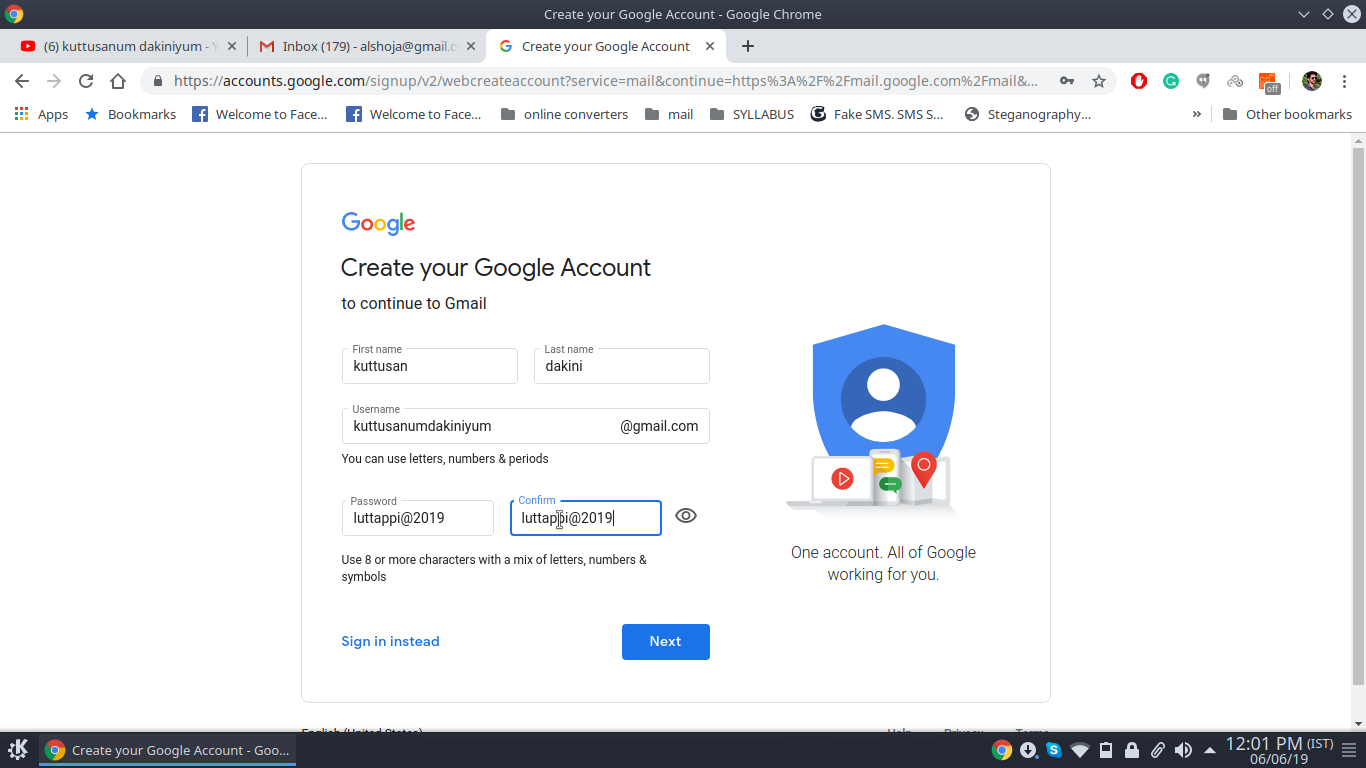 Create your Google Account - Google Chrome
(6) kuttusanum dakiniyum -
Inbox (179) - alshoja@gmail.c
Create your Google Account
https://accounts.google.com/signup/v2/webcreateaccount?service=mail&continue=https%3A%2F%2Fmail.google.com%2Fmail&...
off
Apps
Bookmarks
Welcome to Face...
Welcome to Face...
online converters
mail
SYLLABUS
Fake SMS. SMS S...
Steganography...
»
Other bookmarks
Google
Create your Google Account
to continue to Gmail
First name
kuttusan
Last name
dakini
Username
kuttusanumdakiniyum
@gmail.com
You can use letters, numbers & periods
Password
luttappi@2019
Confirm
luttappi@2019
Use 8 or more characters with a mix of letters, numbers &
symbols
One account. All of Google
working for you.
Sign in instead
Next
English (United States)
Help
Privacy
Terms
Create your Google Account - Goo...
12:01 PM (IST)
06/06/19